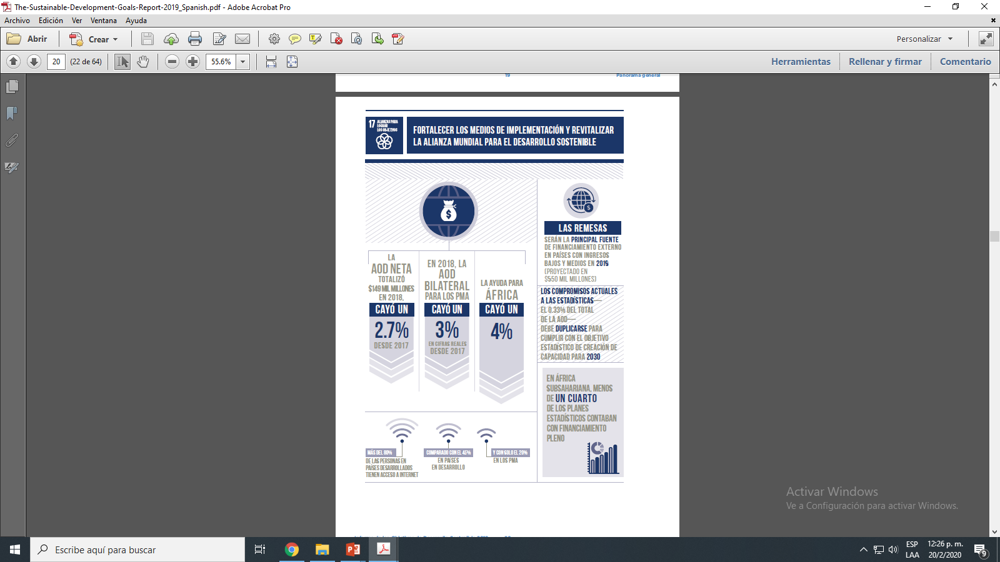 The-Sustainable-Development-Goals-Report-2019_Spanish.pdf - Adobe Acrobat Pro
Archivo Edición Ver Ventana Ayuda
Abrir Crear Personalizar
20 (22 de 64) 55.6% Herramientas Rellenar y firmar Comentario
19 Panorama general
17 ALIANZAS PARA
LOGRAR
LOS OBJETIVOS
FORTALECER LOS MEDIOS DE IMPLEMENTACIÓN Y REVITALIZAR
LA ALIANZA MUNDIAL PARA EL DESARROLLO SOSTENIBLE
LA
AOD NETA
TOTALIZÓ
$149 MIL MILLONES
EN 2018,
CAYÓ UN
2.7%
DESDE 2017
EN 2018, LA
AOD
BILATERAL
PARA LOS PMA
CAYÓ UN
3%
EN CIFRAS REALES
DESDE 2017
LA AYUDA PARA
ÁFRICA
CAYÓ UN
4%
LAS REMESAS
SERÁN LA PRINCIPAL FUENTE
DE FINANCIAMIENTO EXTERNO
EN PAÍSES CON INGRESOS
BAJOS Y MEDIOS EN 2019
(PROYECTADO EN
$550 MIL MILLONES)
LOS COMPROMISOS ACTUALES
A LAS ESTADÍSTICAS—
EL 0.33% DEL TOTAL
DE LA AOD—
DEBE DUPLICARSE PARA
CUMPLIR CON EL OBJETIVO
ESTADÍSTICO DE CREACIÓN DE
CAPACIDAD PARA 2030
EN ÁFRICA
SUBSAHARIANA, MENOS
DE UN CUARTO
DE LOS PLANES
ESTADÍSTICOS CONTABAN
CON FINANCIAMIENTO
PLENO
MÁS DEL 80%
DE LAS PERSONAS EN
PAÍSES DESARROLLADOS
TIENEN ACCESO A INTERNET
COMPARADO CON EL 45%
EN PAÍSES
EN DESARROLLO
Y CON SOLO EL 20%
EN LOS PMA
Activar Windows
Ve a Configuración para activar Windows.
Escribe aquí para buscar
ESP
LAA
12:26 p. m.
20/2/2020
9